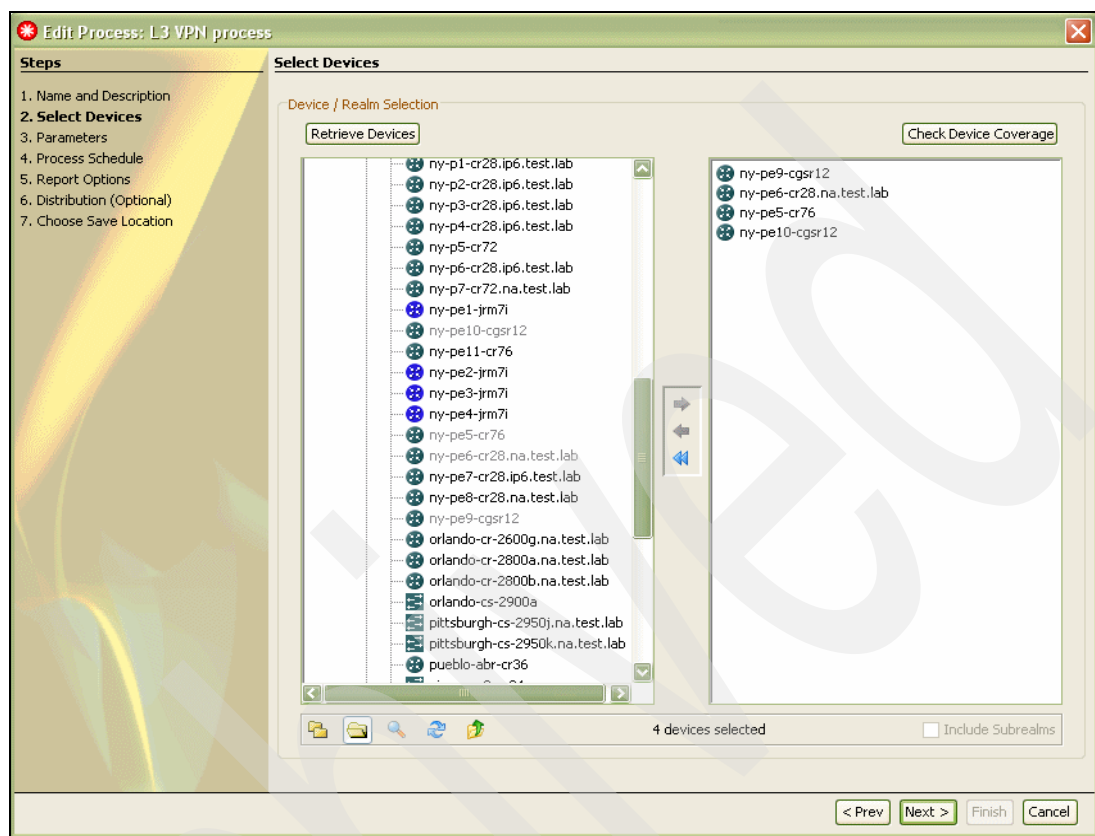 Edit Process: L3 VPN process
Steps
1. Name and Description
2. Select Devices
3. Parameters
4. Process Schedule
5. Report Options
6. Distribution (Optional)
7. Choose Save Location
Select Devices
Device / Realm Selection
Retrieve Devices
Check Device Coverage
ny-p1-cr28.ip6.test.lab
ny-p2-cr28.ip6.test.lab
ny-p3-cr28.ip6.test.lab
ny-p4-cr28.ip6.test.lab
ny-p5-cr72
ny-p6-cr28.ip6.test.lab
ny-p7-cr72.na.test.lab
ny-pe1-jrm7i
ny-pe10-cgsr12
ny-pe11-cr76
ny-pe2-jrm7i
ny-pe3-jrm7i
ny-pe4-jrm7i
ny-pe5-cr76
ny-pe6-cr28.na.test.lab
ny-pe7-cr28.ip6.test.lab
ny-pe8-cr28.na.test.lab
ny-pe9-cgsr12
orlando-cr-2600g.na.test.lab
orlando-cr-2800a.na.test.lab
orlando-cr-2800b.na.test.lab
orlando-cs-2900a
pittsburgh-cs-2950j.na.test.lab
pittsburgh-cs-2950k.na.test.lab
pueblo-abr-cr36
ny-pe9-cgsr12
ny-pe6-cr28.na.test.lab
ny-pe5-cr76
ny-pe10-cgsr12
4 devices selected
Include Subrealms
< Prev
Next >
Finish
Cancel